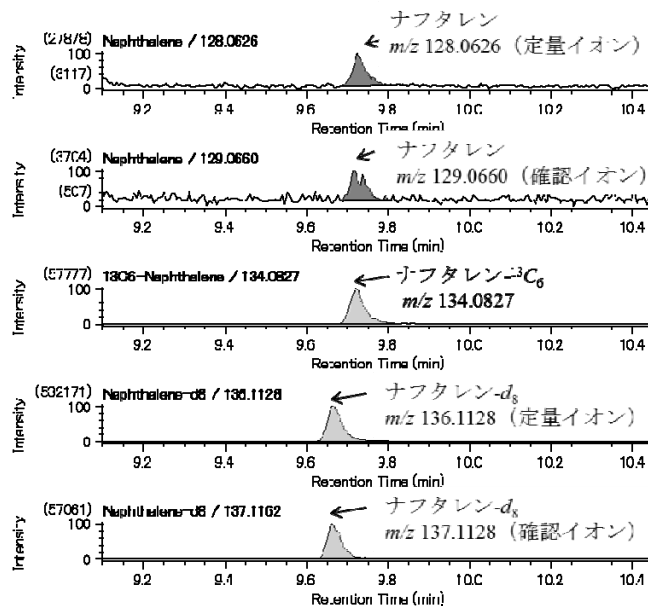 Intensity
(27878)
(3117)
100
0
Naphthalene / 128.0626
ナフタレン
m/z 128.0626（定量イオン）
9.2 9.4 9.6 9.8 10.0 10.2 10.4
Retention Time (min)
Intensity
(3704)
(507)
100
0
Naphthalene / 129.0660
ナフタレン
m/z 129.0660（確認イオン）
9.2 9.4 9.6 9.8 10.0 10.2 10.4
Retention Time (min)
Intensity
(57777)
100
0
13C6-Naphthalene / 134.0827
ナフタレン-¹³C₆
m/z 134.0827
9.2 9.4 9.6 9.8 10.0 10.2 10.4
Retention Time (min)
Intensity
(532171)
100
0
Naphthalene-d8 / 136.1128
ナフタレン-d₈
m/z 136.1128（定量イオン）
9.2 9.4 9.6 9.8 10.0 10.2 10.4
Retention Time (min)
Intensity
(57061)
100
0
Naphthalene-d8 / 137.1162
ナフタレン-d₈
m/z 137.1128（確認イオン）
9.2 9.4 9.6 9.8 10.0 10.2 10.4
Retention Time (min)